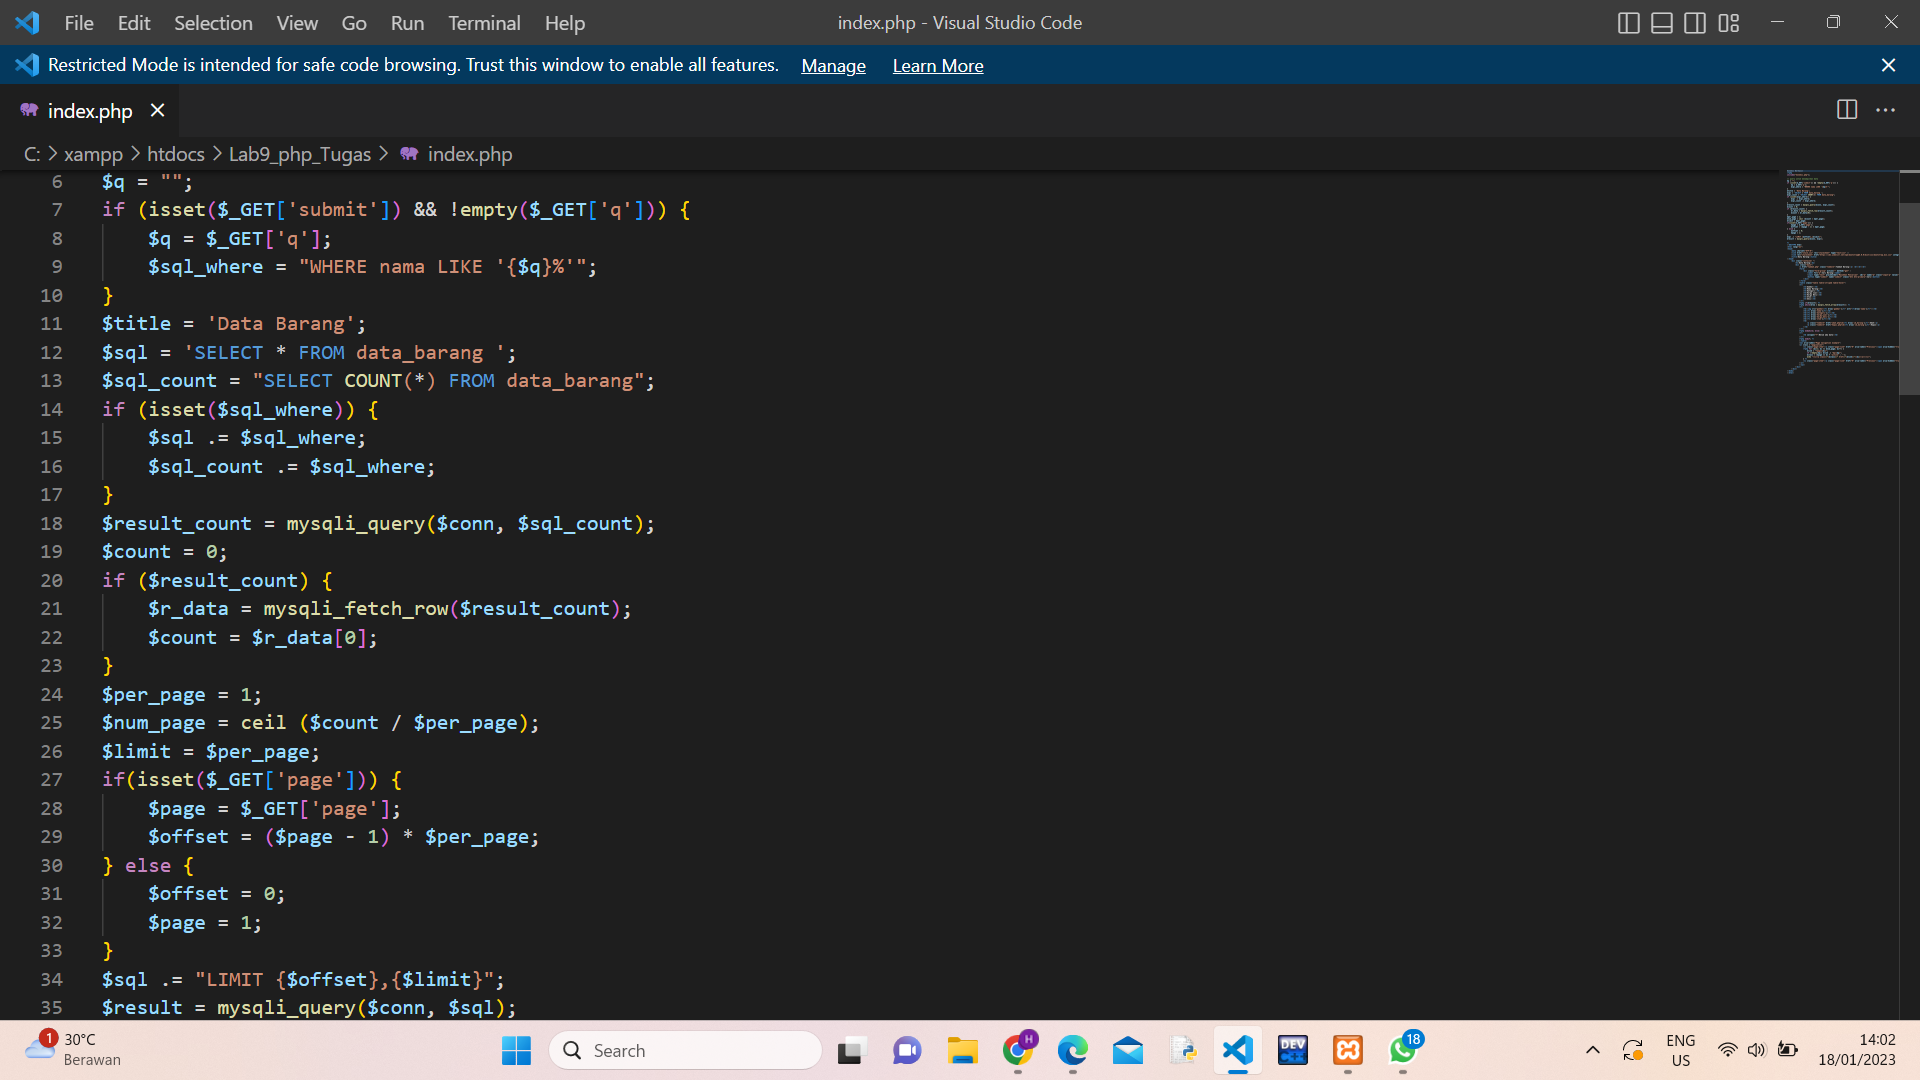 File Edit Selection View Go Run Terminal Help
index.php - Visual Studio Code
Restricted Mode is intended for safe code browsing. Trust this window to enable all features. Manage Learn More
index.php
C: > xampp > htdocs > Lab9_php_Tugas > index.php
6 $q = "";
7 if (isset($_GET['submit']) && !empty($_GET['q'])) {
8     $q = $_GET['q'];
9     $sql_where = "WHERE nama LIKE '{$q}%'";
10 }
11 $title = 'Data Barang';
12 $sql = 'SELECT * FROM data_barang ';
13 $sql_count = "SELECT COUNT(*) FROM data_barang";
14 if (isset($sql_where)) {
15     $sql .= $sql_where;
16     $sql_count .= $sql_where;
17 }
18 $result_count = mysqli_query($conn, $sql_count);
19 $count = 0;
20 if ($result_count) {
21     $r_data = mysqli_fetch_row($result_count);
22     $count = $r_data[0];
23 }
24 $per_page = 1;
25 $num_page = ceil ($count / $per_page);
26 $limit = $per_page;
27 if(isset($_GET['page'])) {
28     $page = $_GET['page'];
29     $offset = ($page - 1) * $per_page;
30 } else {
31     $offset = 0;
32     $page = 1;
33 }
34 $sql .= "LIMIT {$offset},{$limit}";
35 $result = mysqli_query($conn, $sql);
1
30°C
Berawan
Search
H
DEV
18
ENG
US
14:02
18/01/2023